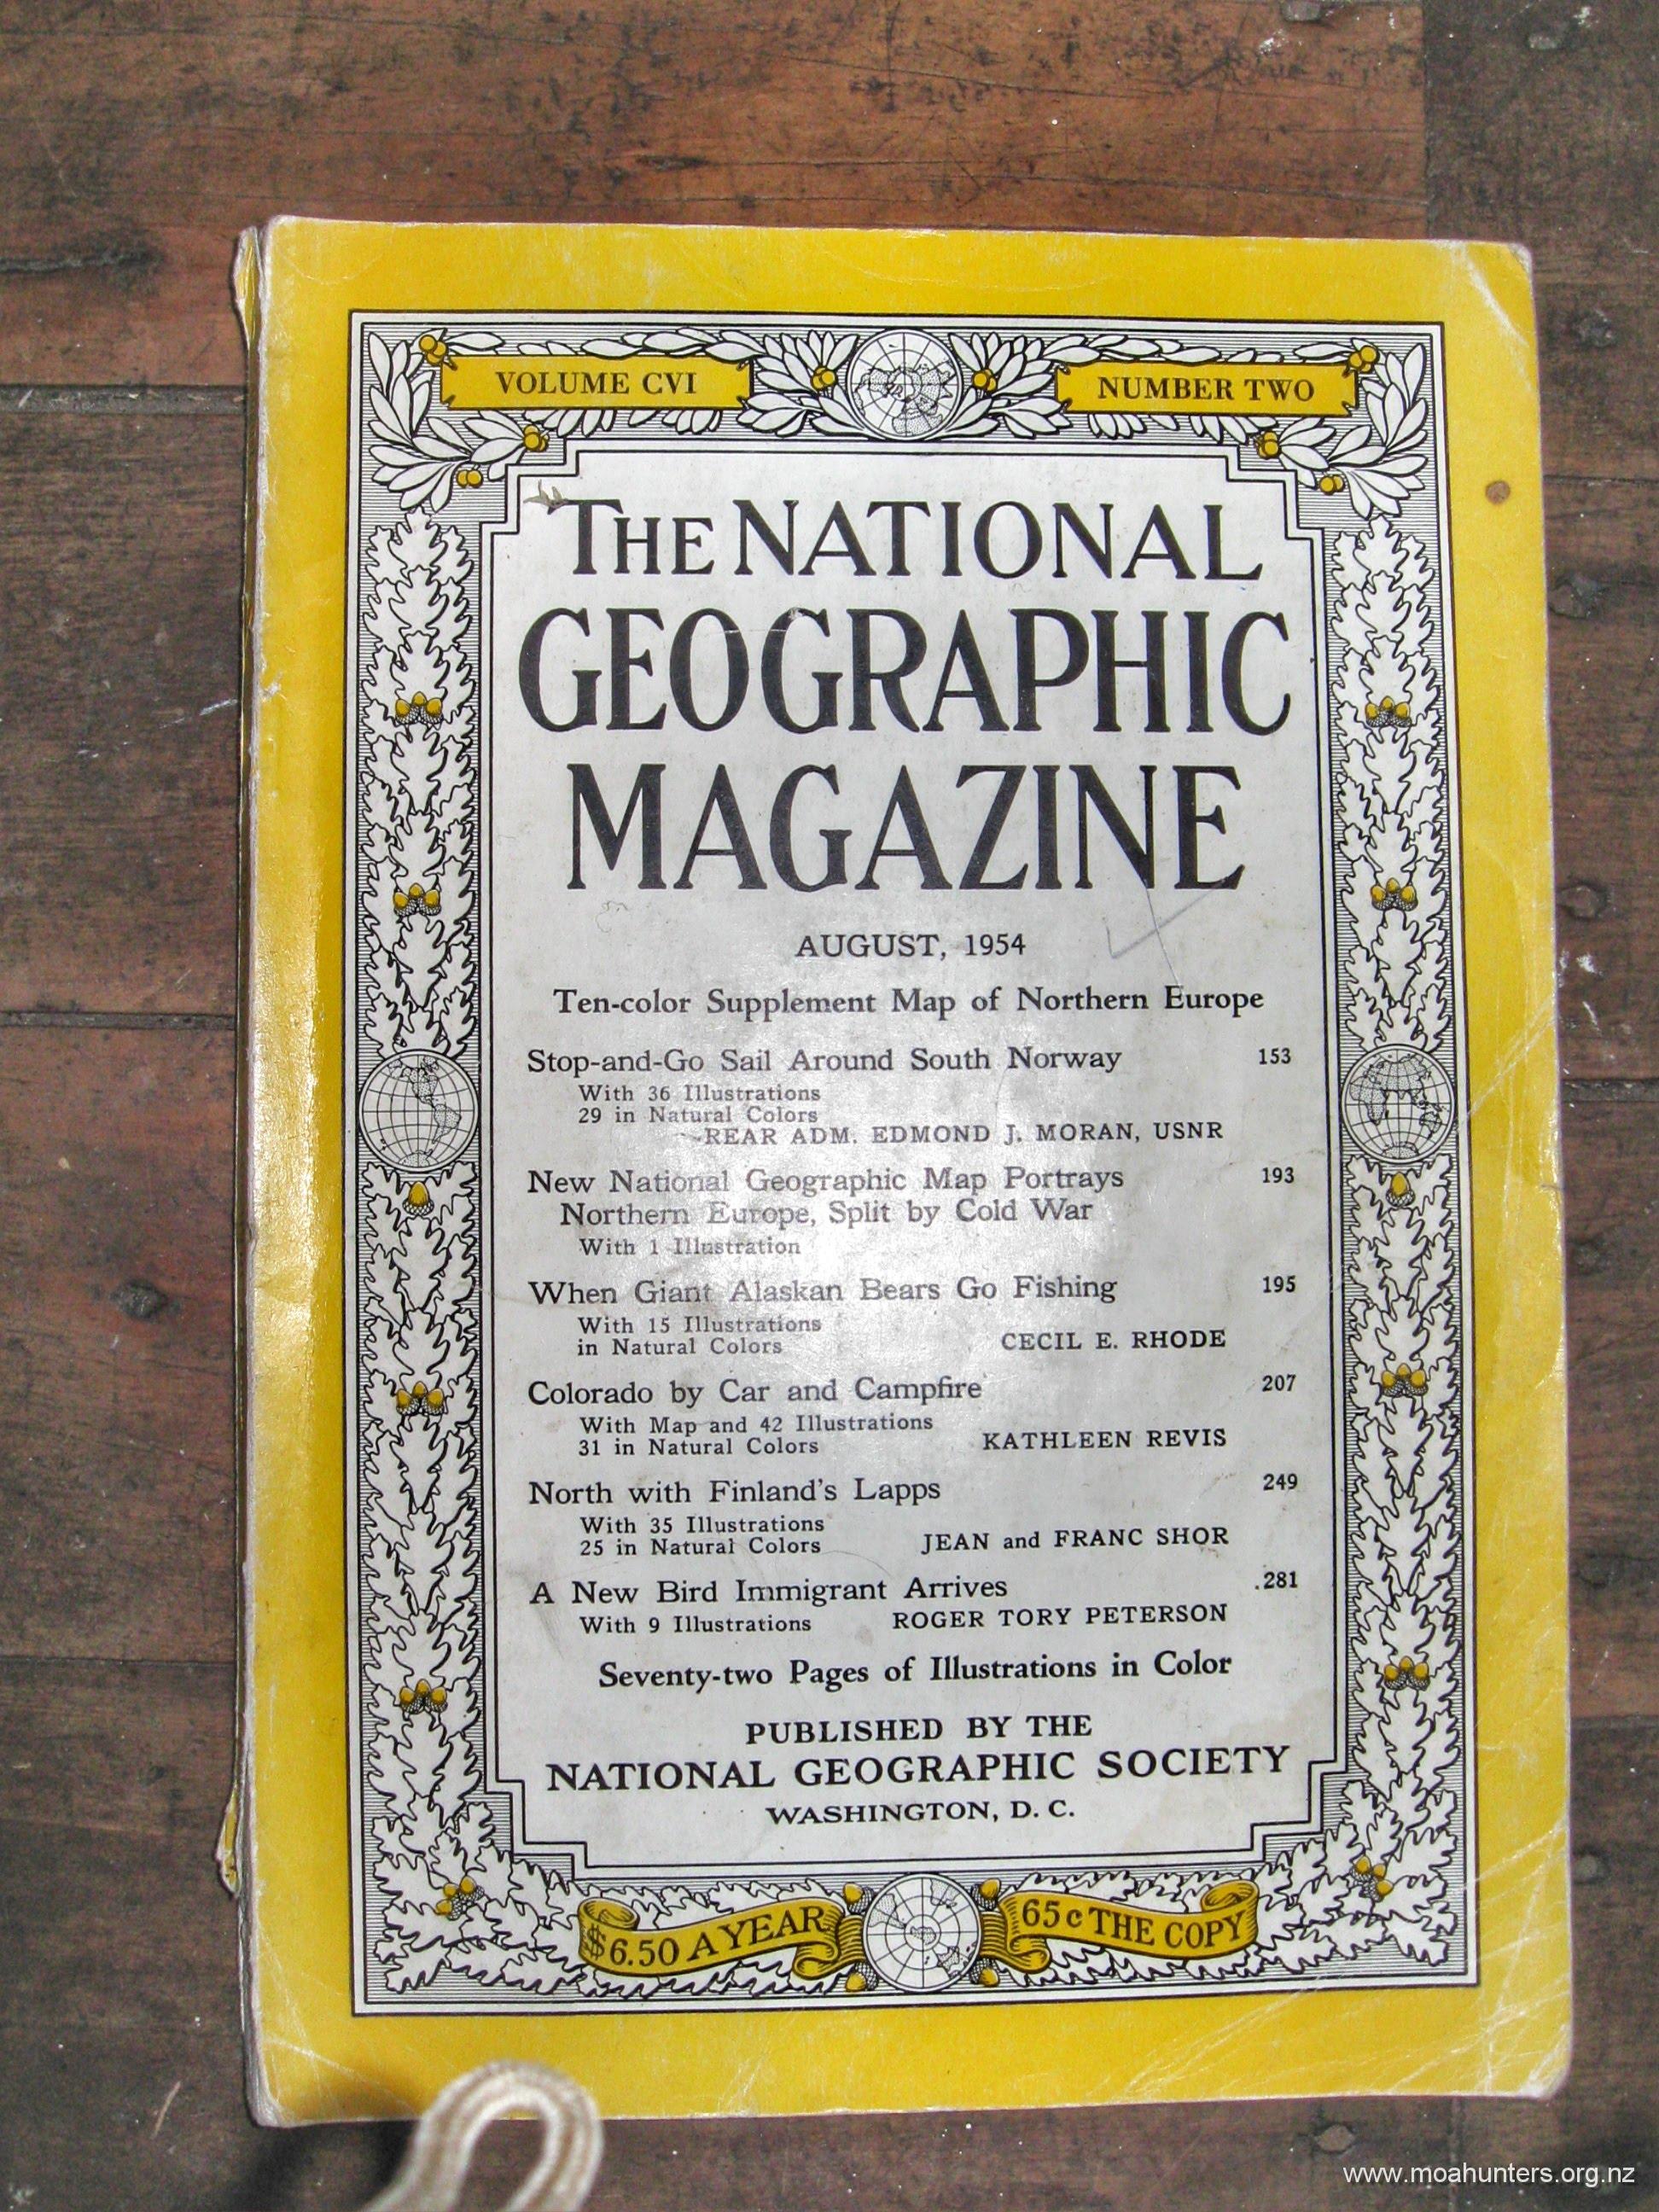 VOLUME CVI
NUMBER TWO
THE NATIONAL
GEOGRAPHIC
MAGAZINE
AUGUST, 1954
Ten-color Supplement Map of Northern Europe
Stop-and-Go Sail Around South Norway 153
With 36 Illustrations
29 in Natural Colors
REAR ADM. EDMOND J. MORAN, USNR
New National Geographic Map Portrays 193
Northern Europe, Split by Cold War
With 1 Illustration
When Giant Alaskan Bears Go Fishing 195
With 15 Illustrations
in Natural Colors CECIL E. RHODE
Colorado by Car and Campfire 207
With Map and 42 Illustrations
31 in Natural Colors KATHLEEN REVIS
North with Finland's Lapps 249
With 35 Illustrations
25 in Natural Colors JEAN and FRANC SHOR
A New Bird Immigrant Arrives 281
With 9 Illustrations ROGER TORY PETERSON
Seventy-two Pages of Illustrations in Color
PUBLISHED BY THE
NATIONAL GEOGRAPHIC SOCIETY
WASHINGTON, D. C.
$6.50 A YEAR
65c THE COPY
www.moahunters.org.nz